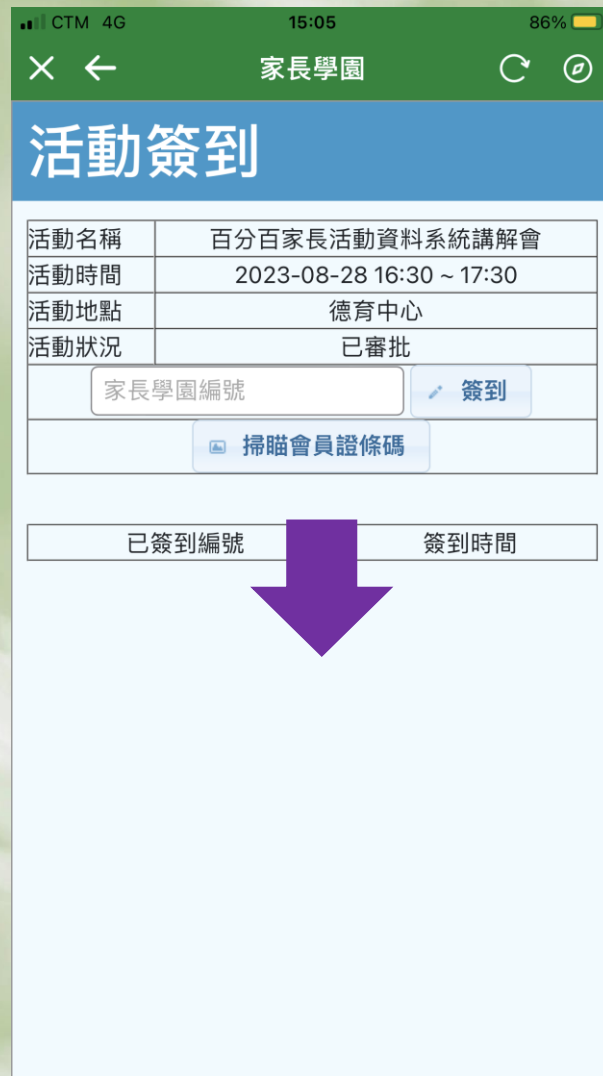 CTM 4G 15:05 86%
家長學園
活動簽到
活動名稱 百分百家長活動資料系統講解會
活動時間 2023-08-28 16:30 ~ 17:30
活動地點 德育中心
活動狀況 已審批
家長學園編號 簽到
掃瞄會員證條碼
已簽到編號 簽到時間